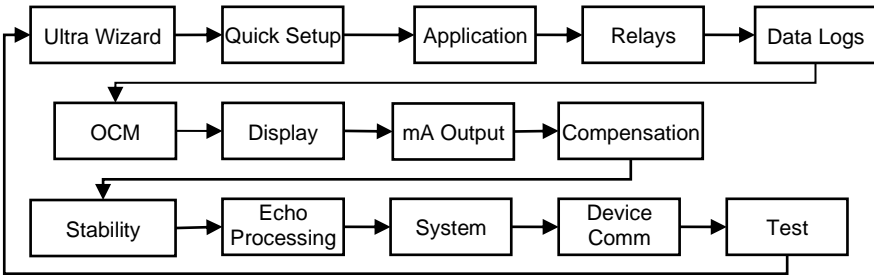 Ultra Wizard
Quick Setup
Application
Relays
Data Logs
OCM
Display
mA Output
Compensation
Stability
Echo
Processing
System
Device
Comm
Test